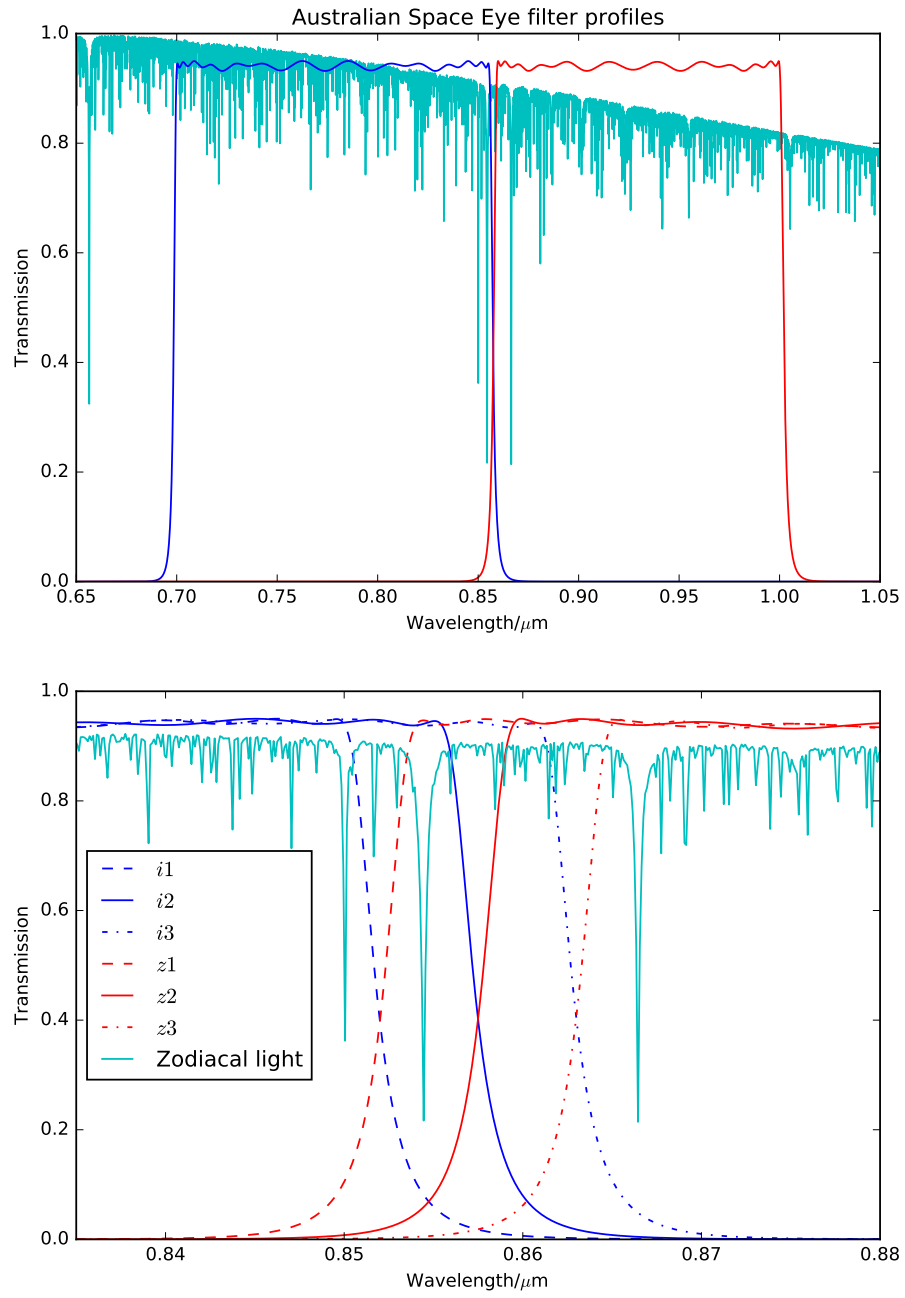 Australian Space Eye filter profiles
1.0
0.8
0.6
0.4
0.2
0.0
Transmission
0.65 0.70 0.75 0.80 0.85 0.90 0.95 1.00 1.05
Wavelength/μm
1.0
0.8
0.6
0.4
0.2
0.0
Transmission
i1
i2
i3
z1
z2
z3
Zodiacal light
0.84 0.85 0.86 0.87 0.88
Wavelength/μm